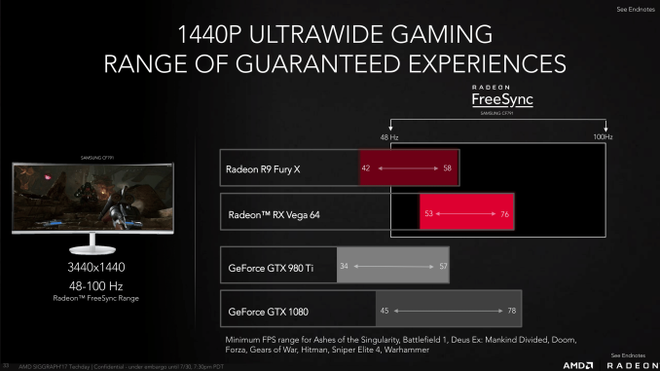 See Endnotes
1440P ULTRAWIDE GAMING
RANGE OF GUARANTEED EXPERIENCES
RADEON
FreeSync
SAMSUNG CF791
48 Hz
100Hz
SAMSUNG CF791
Radeon R9 Fury X
42
58
Radeon™ RX Vega 64
53
76
3440x1440
48-100 Hz
Radeon™ FreeSync Range
GeForce GTX 980 Ti
34
57
GeForce GTX 1080
45
78
Minimum FPS range for Ashes of the Singularity, Battlefield 1, Deus Ex: Mankind Divided, Doom,
Forza, Gears of War, Hitman, Sniper Elite 4, Warhammer
See Endnotes
AMD SIGGRAPH'17 Techday | Confidential - under embargo until 7/30, 7:30pm PDT
AMD RADEON